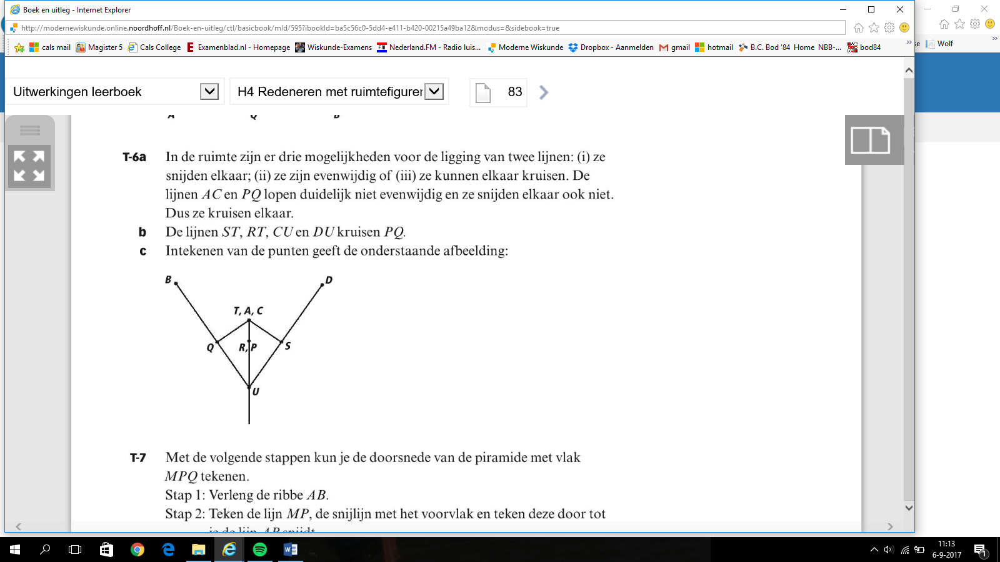 Boek en uitleg - Internet Explorer
http://modernewiskunde.online.noordhoff.nl/Boek-en-uitleg/ctl/basicbook/mId/595?ibookId=ba5c56c0-5dd4-e411-b420-00215a49ba12&modus=&sidebook=true
cals mail Magister 5 Cals College Examenblad.nl - Homepage Wiskunde-Examens Nederland.FM - Radio luis... Moderne Wiskunde Dropbox - Aanmelden gmail hotmail B.C. Bod '84 Home NBB-... bod84
se Wolf
Uitwerkingen leerboek H4 Redeneren met ruimtefiguren 83
A Q B
T-6a In de ruimte zijn er drie mogelijkheden voor de ligging van twee lijnen: (i) ze
snijden elkaar; (ii) ze zijn evenwijdig of (iii) ze kunnen elkaar kruisen. De
lijnen AC en PQ lopen duidelijk niet evenwijdig en ze snijden elkaar ook niet.
Dus ze kruisen elkaar.
b De lijnen ST, RT, CU en DU kruisen PQ.
c Intekenen van de punten geeft de onderstaande afbeelding:
B D
T, A, C
Q R, P S
U
T-7 Met de volgende stappen kun je de doorsnede van de piramide met vlak
MPQ tekenen.
Stap 1: Verleng de ribbe AB.
Stap 2: Teken de lijn MP, de snijlijn met het voorvlak en teken deze door tot
je de lijn AB snijdt.
11:13
6-9-2017
1